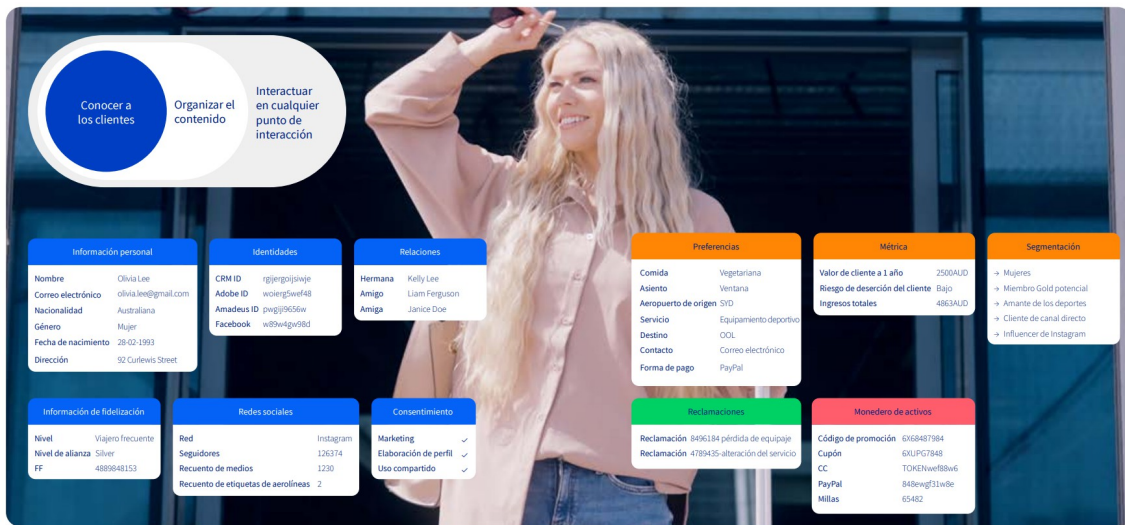 Conocer a
los clientes
Organizar el
contenido
Interactuar
en cualquier
punto de
interacción
Información personal
Nombre Olivia Lee
Correo electrónico olivia.lee@gmail.com
Nacionalidad Australiana
Género Mujer
Fecha de nacimiento 28-02-1993
Dirección 92 Curlewis Street
Identidades
CRM ID rgijergoijsiwje
Adobe ID woierg5wef48
Amadeus ID pwgiji9656w
Facebook w89w4gw98d
Relaciones
Hermana Kelly Lee
Amigo Liam Ferguson
Amiga Janice Doe
Preferencias
Comida Vegetariana
Asiento Ventana
Aeropuerto de origen SYD
Servicio Equipamiento deportivo
Destino OOL
Contacto Correo electrónico
Forma de pago PayPal
Métrica
Valor de cliente a 1 año 2500AUD
Riesgo de deserción del cliente Bajo
Ingresos totales 4863AUD
Segmentación
→ Mujeres
→ Miembro Gold potencial
→ Amante de los deportes
→ Cliente de canal directo
→ Influencer de Instagram
Información de fidelización
Nivel Viajero frecuente
Nivel de alianza Silver
FF 4889848153
Redes sociales
Red Instagram
Seguidores 126374
Recuento de medios 1230
Recuento de etiquetas de aerolíneas 2
Consentimiento
Marketing ✓
Elaboración de perfil ✓
Uso compartido ✓
Reclamaciones
Reclamación 8496184 pérdida de equipaje
Reclamación 4789435-alteración del servicio
Monedero de activos
Código de promoción 6X68487984
Cupón 6XUPG7848
CC TOKENwef88w6
PayPal 848ewgf31w8e
Millas 65482